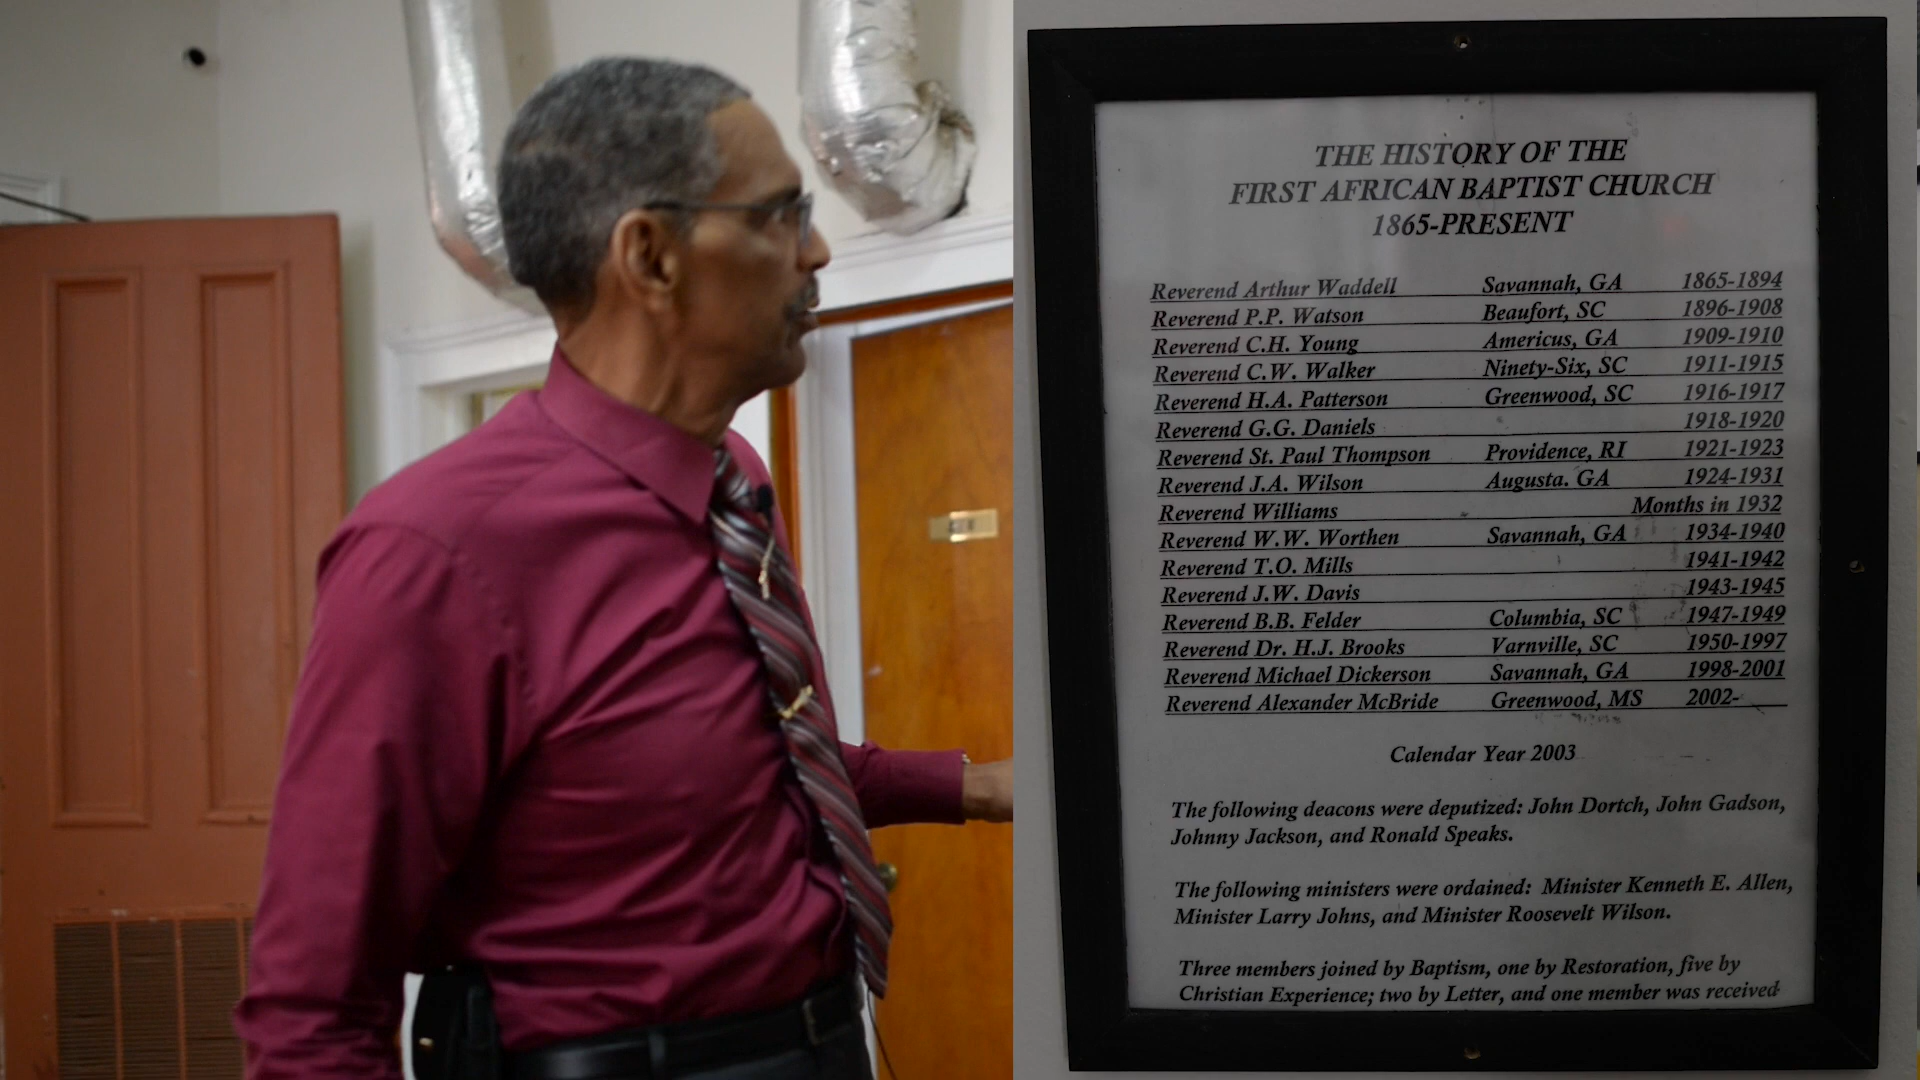 THE HISTORY OF THE
FIRST AFRICAN BAPTIST CHURCH
1865-PRESENT
Reverend Arthur Waddell Savannah, GA 1865-1894
Reverend P.P. Watson Beaufort, SC 1896-1908
Reverend C.H. Young Americus, GA 1909-1910
Reverend C.W. Walker Ninety-Six, SC 1911-1915
Reverend H.A. Patterson Greenwood, SC 1916-1917
Reverend G.G. Daniels 1918-1920
Reverend St. Paul Thompson Providence, RI 1921-1923
Reverend J.A. Wilson Augusta. GA 1924-1931
Reverend Williams Months in 1932
Reverend W.W. Worthen Savannah, GA 1934-1940
Reverend T.O. Mills 1941-1942
Reverend J.W. Davis 1943-1945
Reverend B.B. Felder Columbia, SC 1947-1949
Reverend Dr. H.J. Brooks Varnville, SC 1950-1997
Reverend Michael Dickerson Savannah, GA 1998-2001
Reverend Alexander McBride Greenwood, MS 2002-
Calendar Year 2003
The following deacons were deputized: John Dortch, John Gadson,
Johnny Jackson, and Ronald Speaks.
The following ministers were ordained: Minister Kenneth E. Allen,
Minister Larry Johns, and Minister Roosevelt Wilson.
Three members joined by Baptism, one by Restoration, five by
Christian Experience; two by Letter, and one member was received